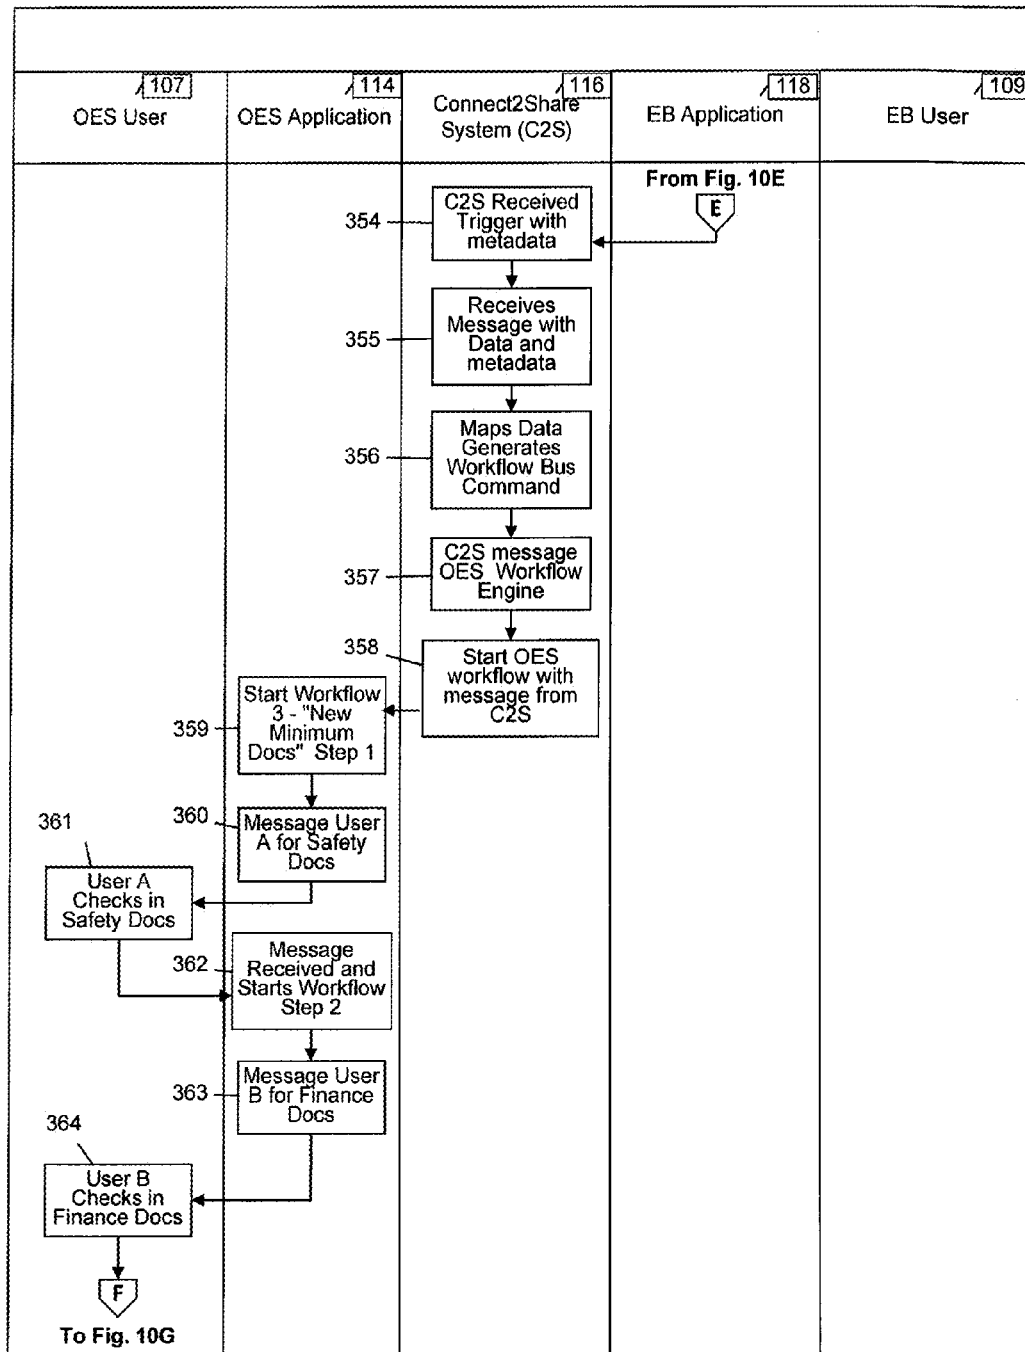 107
OES User
114
OES Application
116
Connect2Share
System (C2S)
118
EB Application
109
EB User
From Fig. 10E
E
354
C2S Received
Trigger with
metadata
355
Receives
Message with
Data and
metadata
356
Maps Data
Generates
Workflow Bus
Command
357
C2S message
OES Workflow
Engine
358
Start OES
workflow with
message from
C2S
359
Start Workflow
3 - "New
Minimum
Docs" Step 1
360
Message User
A for Safety
Docs
361
User A
Checks in
Safety Docs
362
Message
Received and
Starts Workflow
Step 2
363
Message User
B for Finance
Docs
364
User B
Checks in
Finance Docs
F
To Fig. 10G